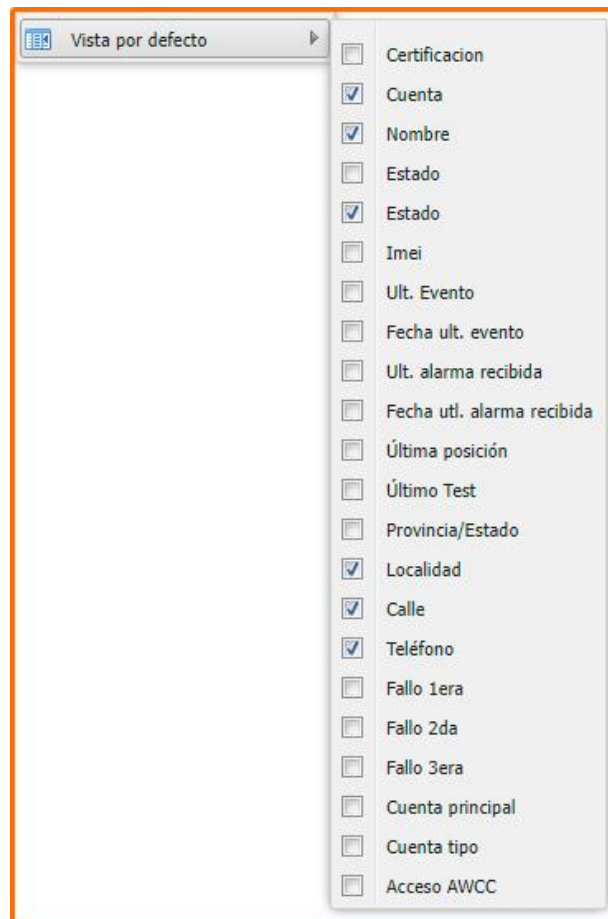 Vista por defecto
Certificacion
Cuenta
Nombre
Estado
Estado
Imei
Ult. Evento
Fecha ult. evento
Ult. alarma recibida
Fecha utl. alarma recibida
Última posición
Último Test
Provincia/Estado
Localidad
Calle
Teléfono
Fallo 1era
Fallo 2da
Fallo 3era
Cuenta principal
Cuenta tipo
Acceso AWCC